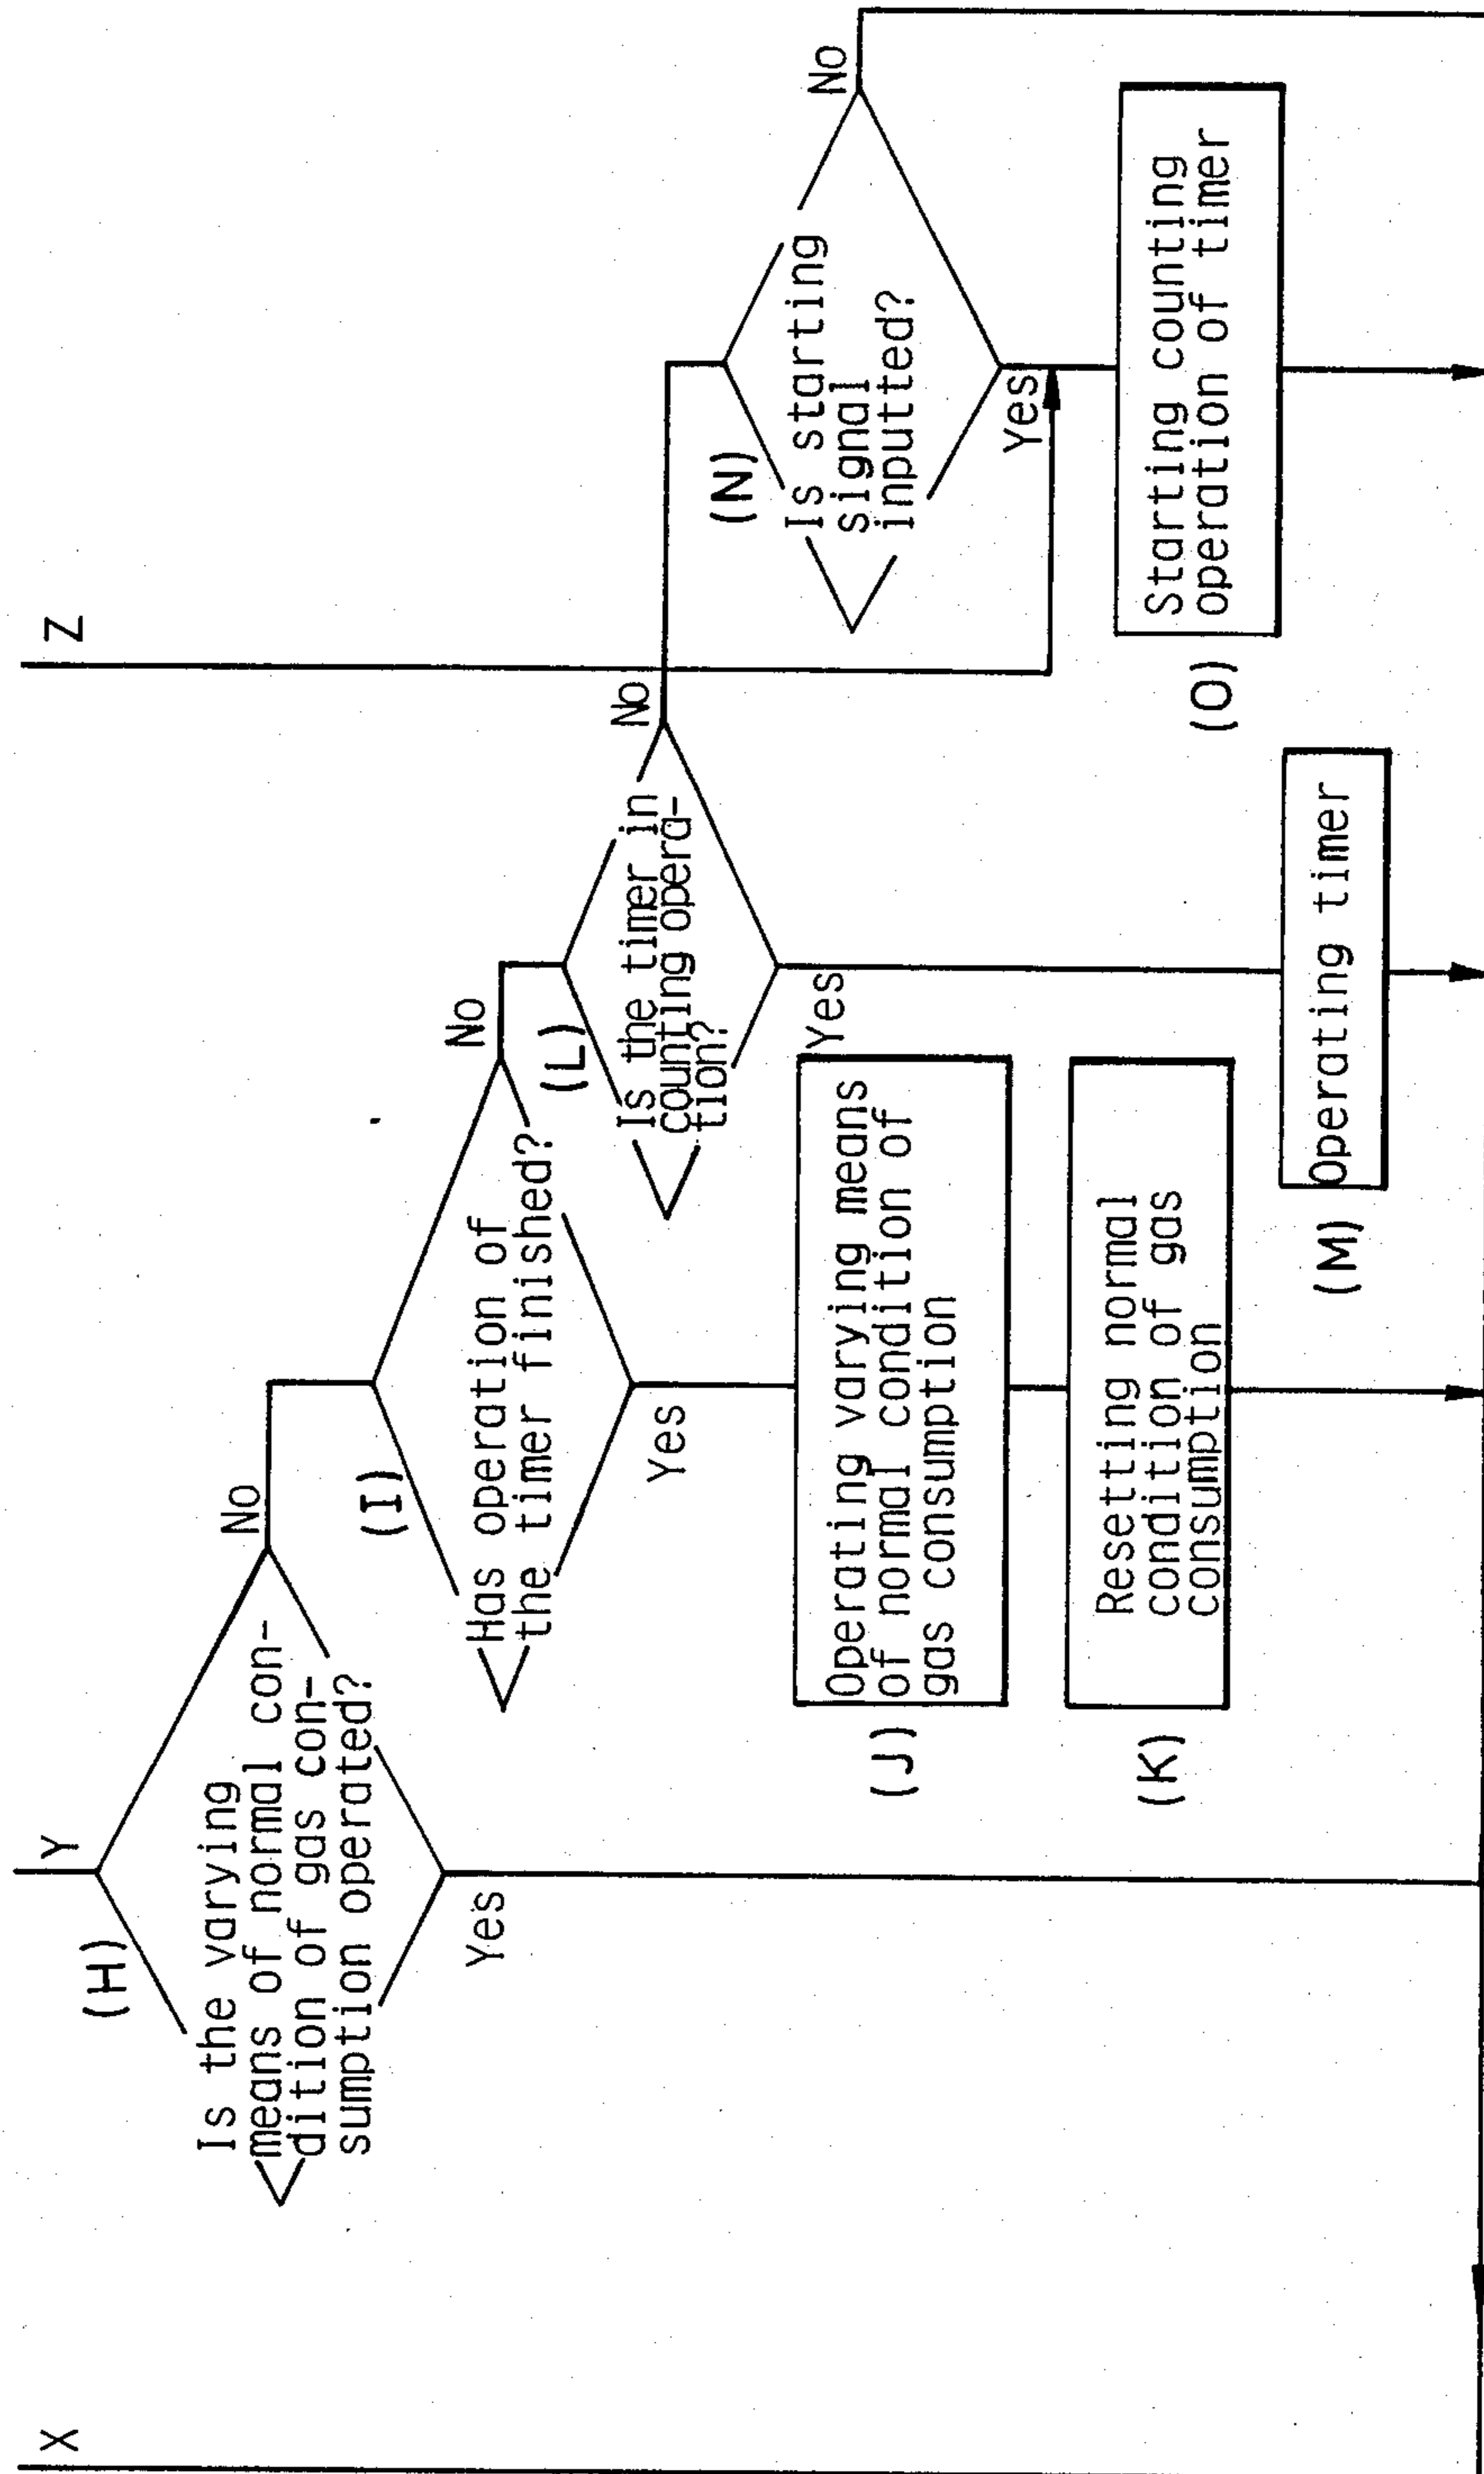 X
Y
Z
(H)
Is the varying
means of normal con-
dition of gas con-
sumption operated?
No
Yes
(I)
Has operation of
the timer finished?
No
Yes
(J)
Operating varying means
of normal condition of
gas consumption
(K)
Resetting normal
condition of gas
consumption
(L)
Is the timer in
counting opera-
tion?
No
Yes
(M)
Operating timer
(N)
Is starting
signal
inputted?
No
Yes
(O)
Starting counting
operation of timer